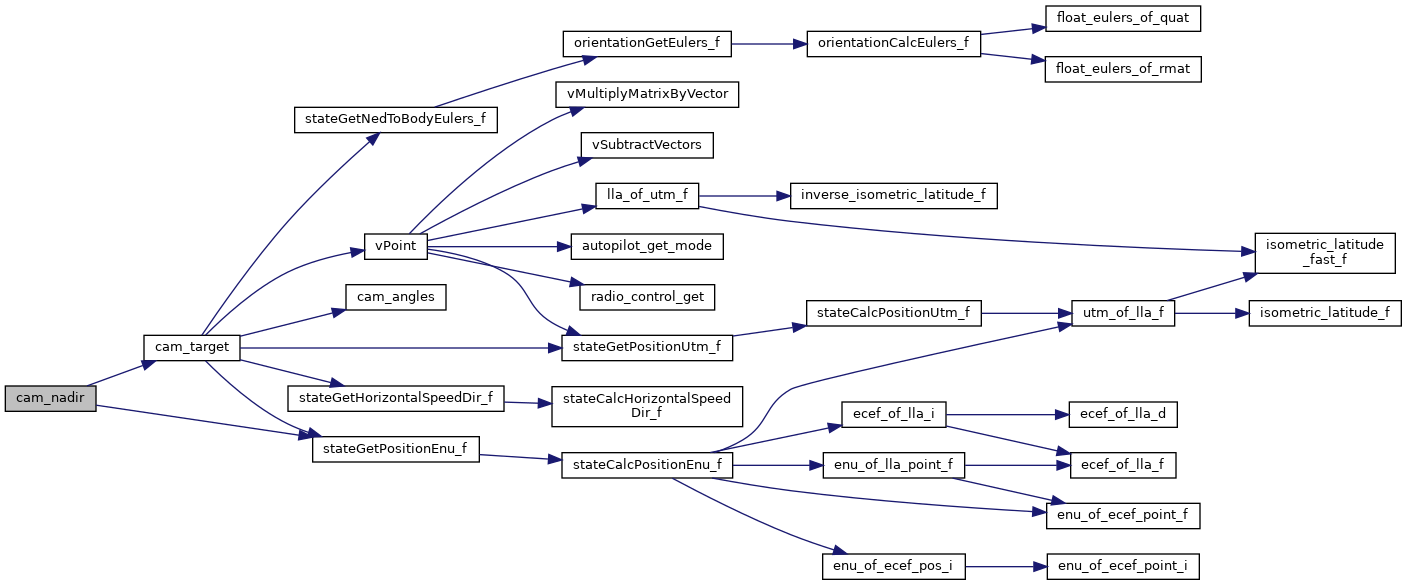 float_eulers_of_quat
orientationGetEulers_f
orientationCalcEulers_f
float_eulers_of_rmat
vMultiplyMatrixByVector
stateGetNedToBodyEulers_f
vSubtractVectors
lla_of_utm_f
inverse_isometric_latitude_f
vPoint
autopilot_get_mode
isometric_latitude
_fast_f
cam_angles
radio_control_get
stateCalcPositionUtm_f
utm_of_lla_f
isometric_latitude_f
cam_target
stateGetPositionUtm_f
cam_nadir
stateGetHorizontalSpeedDir_f
stateCalcHorizontalSpeed
Dir_f
ecef_of_lla_i
ecef_of_lla_d
stateGetPositionEnu_f
stateCalcPositionEnu_f
enu_of_lla_point_f
ecef_of_lla_f
enu_of_ecef_point_f
enu_of_ecef_pos_i
enu_of_ecef_point_i